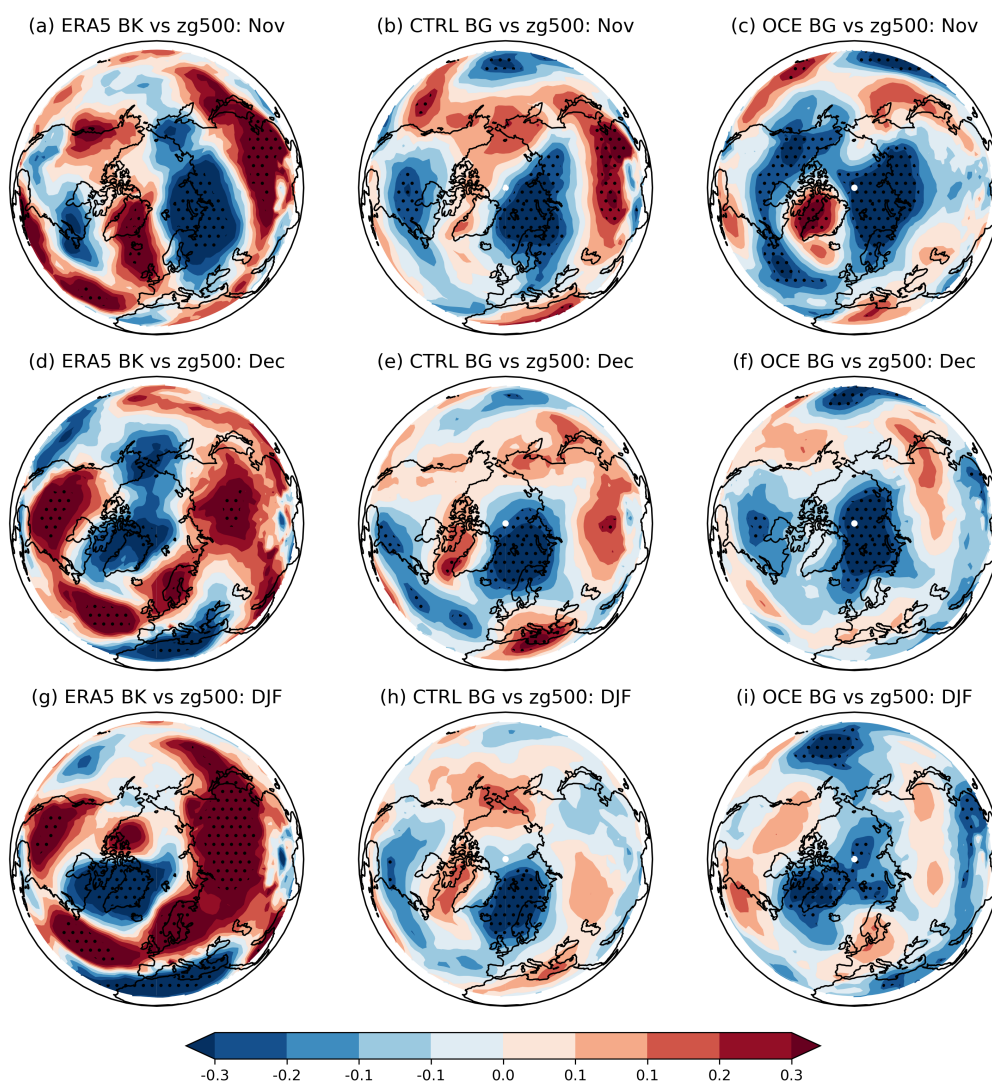 (a) ERA5 BK vs zg500: Nov
(b) CTRL BG vs zg500: Nov
(c) OCE BG vs zg500: Nov
(d) ERA5 BK vs zg500: Dec
(e) CTRL BG vs zg500: Dec
(f) OCE BG vs zg500: Dec
(g) ERA5 BK vs zg500: DJF
(h) CTRL BG vs zg500: DJF
(i) OCE BG vs zg500: DJF
-0.3 -0.2 -0.1 -0.1 0.0 0.1 0.1 0.2 0.3